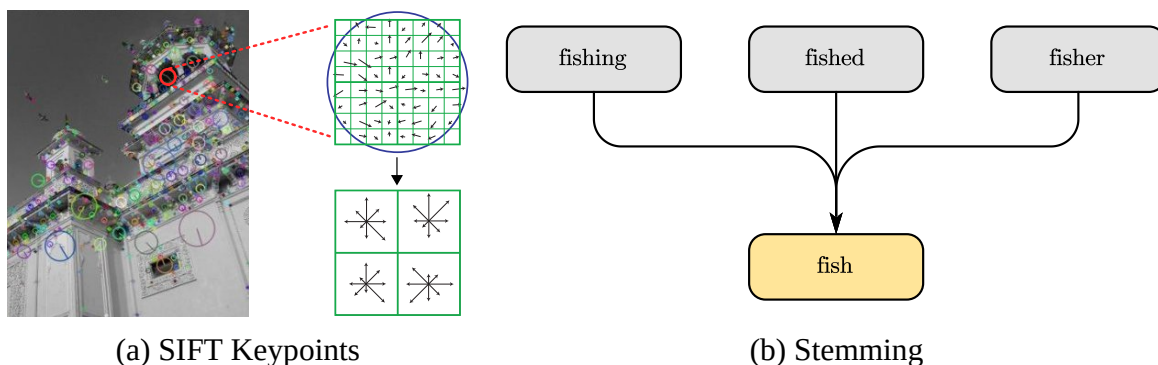 fishing
fished
fisher
fish
(a) SIFT Keypoints
(b) Stemming